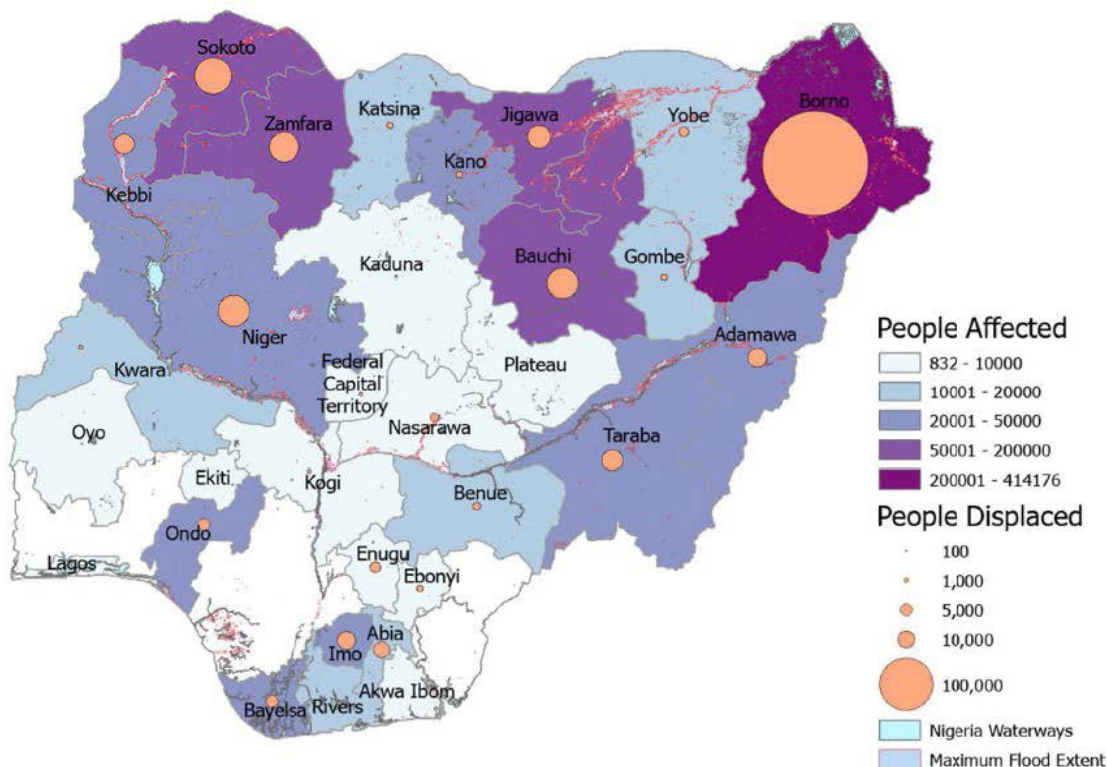 Sokoto
Zamfara
Katsina
Jigawa
Yobe
Borno
Kano
Kebbi
Kaduna
Bauchi
Gombe
Niger
Adamawa
Federal
Capital
Territory
Plateau
Kwara
Oyo
Nasarawa
Taraba
Ekiti
Kogi
Benue
Ondo
Lagos
Enugu
Ebonyi
Imo
Abia
Bayelsa
Rivers
Akwa Ibom
People Affected
832 - 10000
10001 - 20000
20001 - 50000
50001 - 200000
200001 - 414176
People Displaced
100
1,000
5,000
10,000
100,000
Nigeria Waterways
Maximum Flood Extent